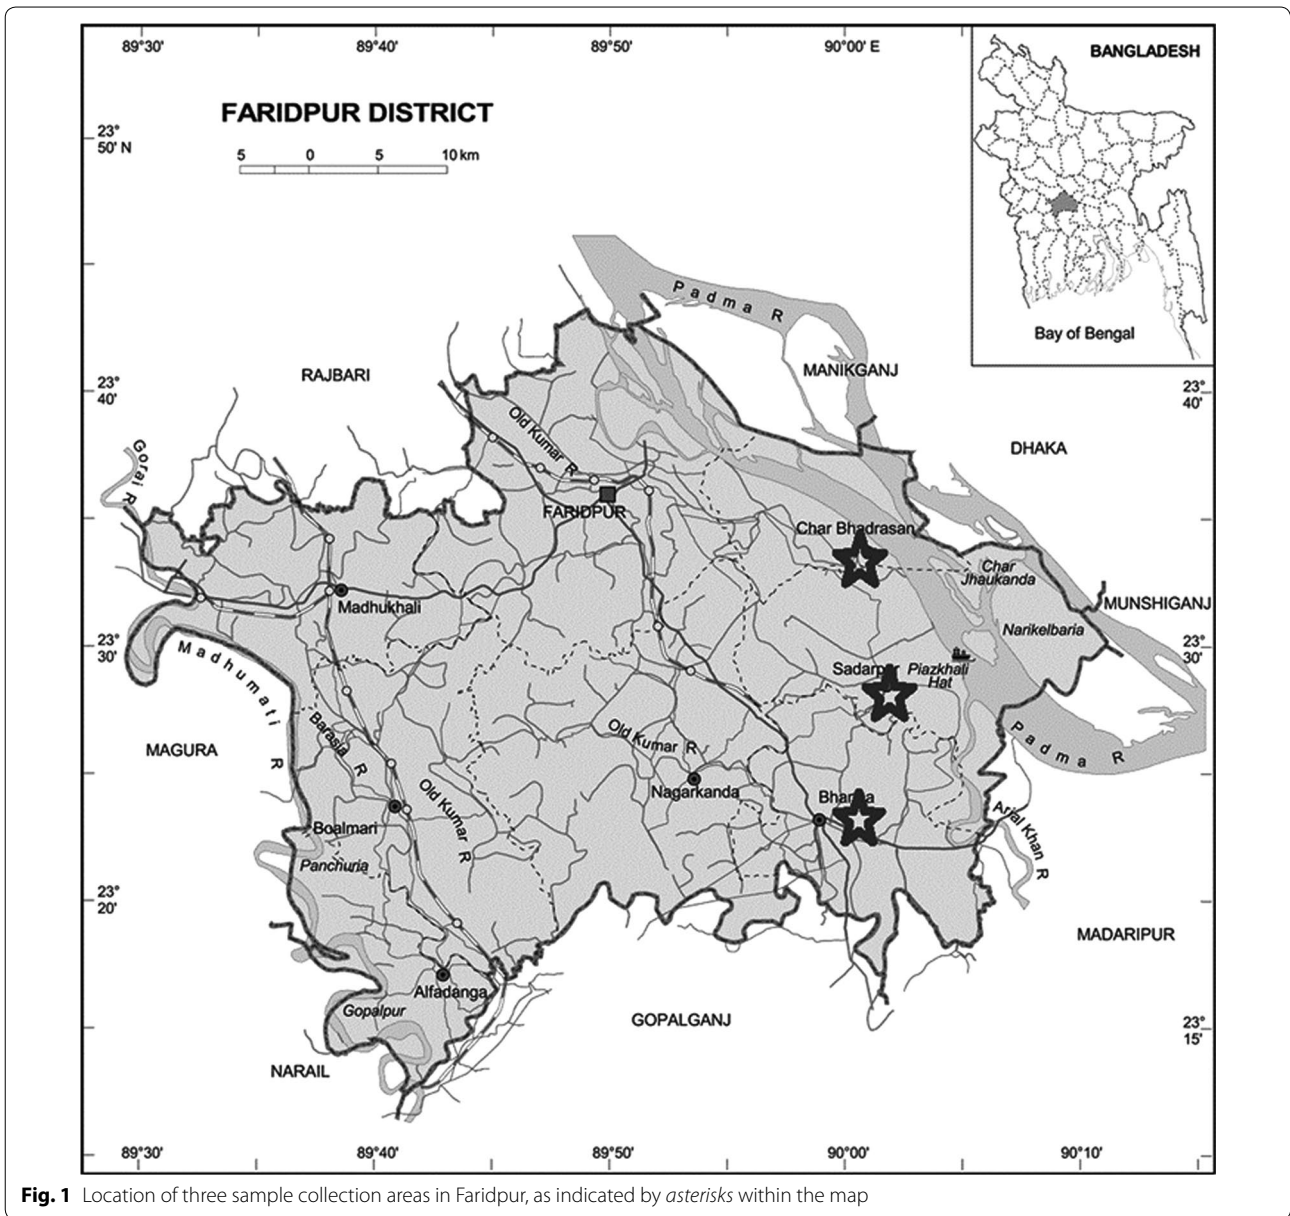 89°30' 89°40' 89°50' 90°00' E
BANGLADESH
Bay of Bengal
FARIDPUR DISTRICT
5 0 5 10 km
23°
50' N
23°
40'
23°
30'
23°
20'
23°
40'
23°
30'
23°
15'
Padma R
MANIKGANJ
RAJBARI
DHAKA
Old Kumar R
Gorai R
FARIDPUR
Char Bhadrasan
Char
Jhaukanda
Madhukhali
MUNSHIGANJ
Narikelbaria
Madhumati R
Sadarpur
Piazkhali
Hat
MAGURA
Barasia R
Old Kumar R
Padma R
Nagarkanda
Old Kumar R
Bhanga
Arial Khan R
Boalmari
Panchuria
MADARIPUR
Alfadanga
Gopalpur
GOPALGANJ
NARAIL
89°30' 89°40' 89°50' 90°00' 90°10'
Fig. 1 Location of three sample collection areas in Faridpur, as indicated by asterisks within the map